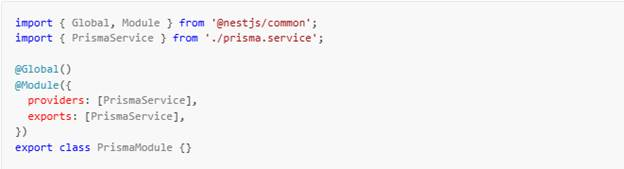 import { Global, Module } from '@nestjs/common';
import { PrismaService } from './prisma.service';
@Global()
@Module({
providers: [PrismaService],
exports: [PrismaService],
})
export class PrismaModule {}